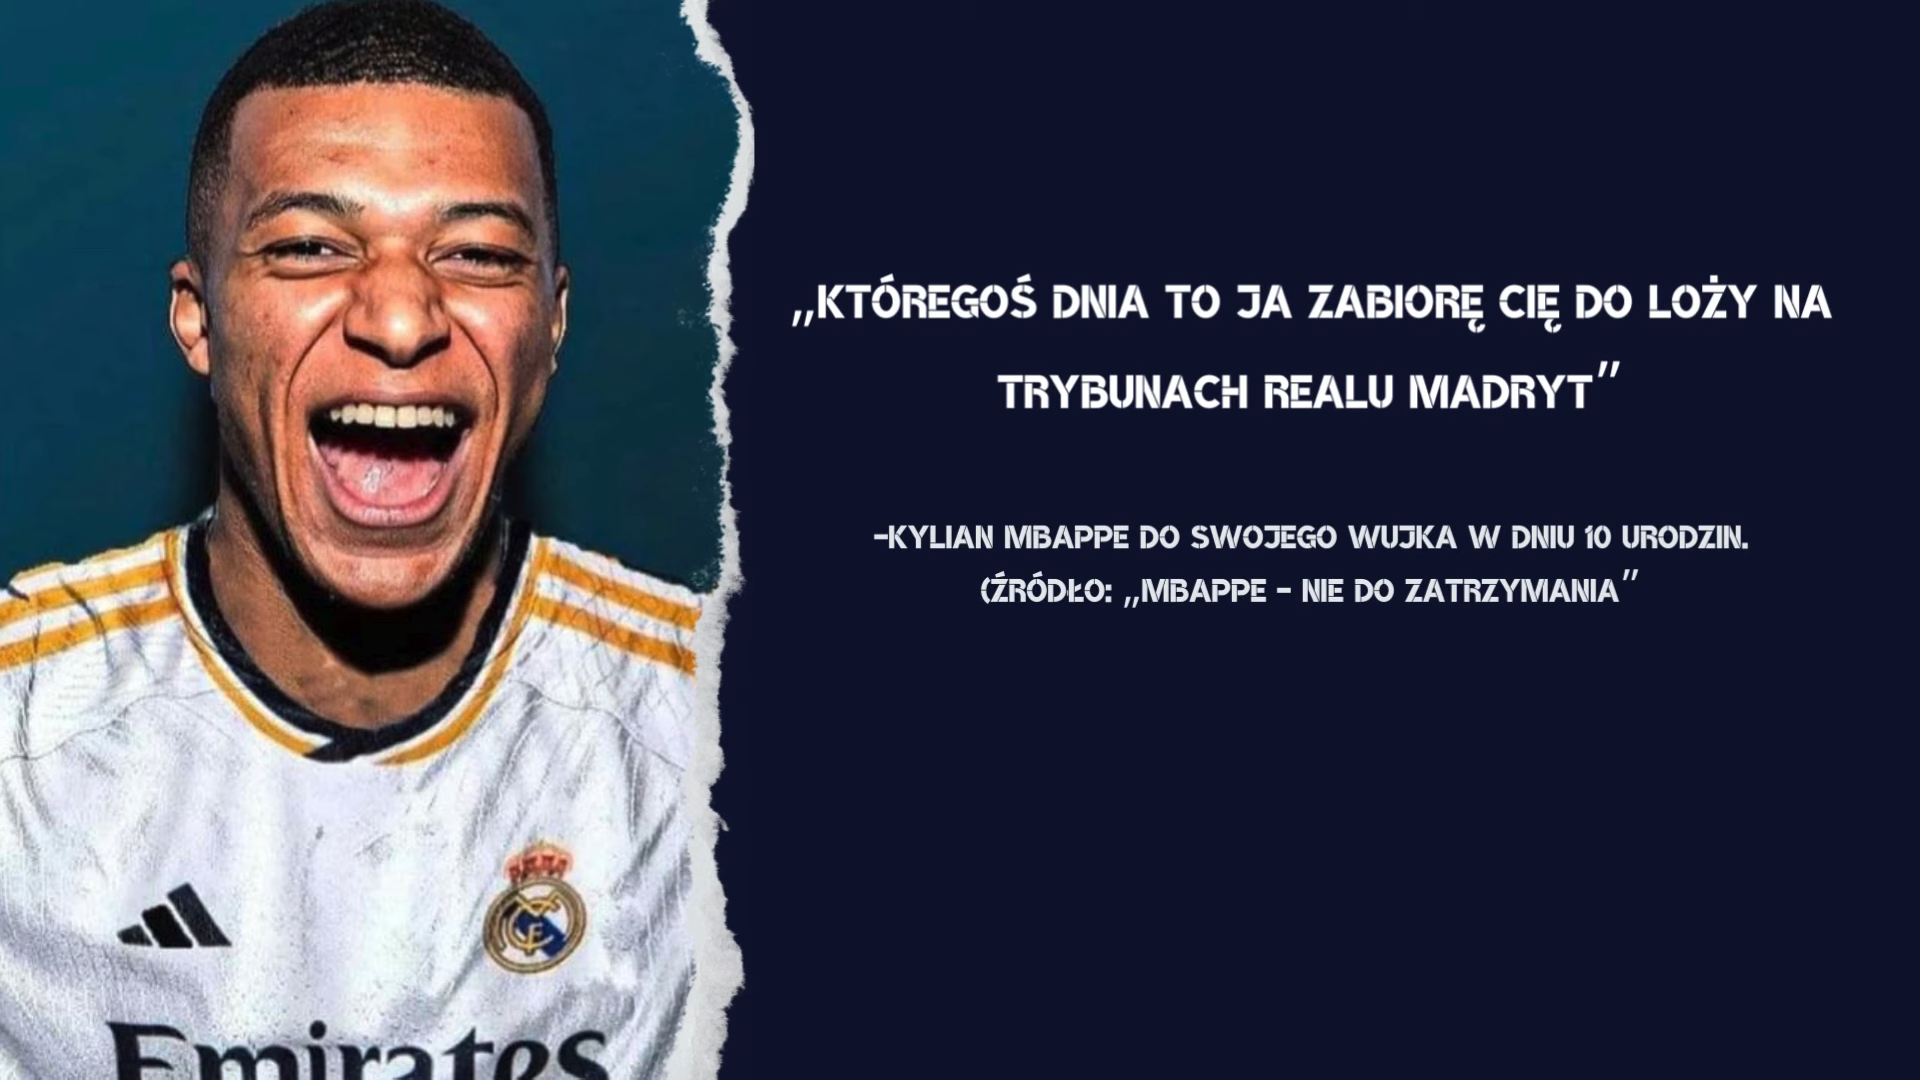 „KTÓREGOŚ DNIA TO JA ZABIORĘ CIĘ DO LOŻY NA
TRYBUNACH REALU MADRYT”
-KYLIAN MBAPPE DO SWOJEGO WUJKA W DNIU 10 URODZIN.
(ŹRÓDŁO: „MBAPPE - NIE DO ZATRZYMANIA”
Emirates